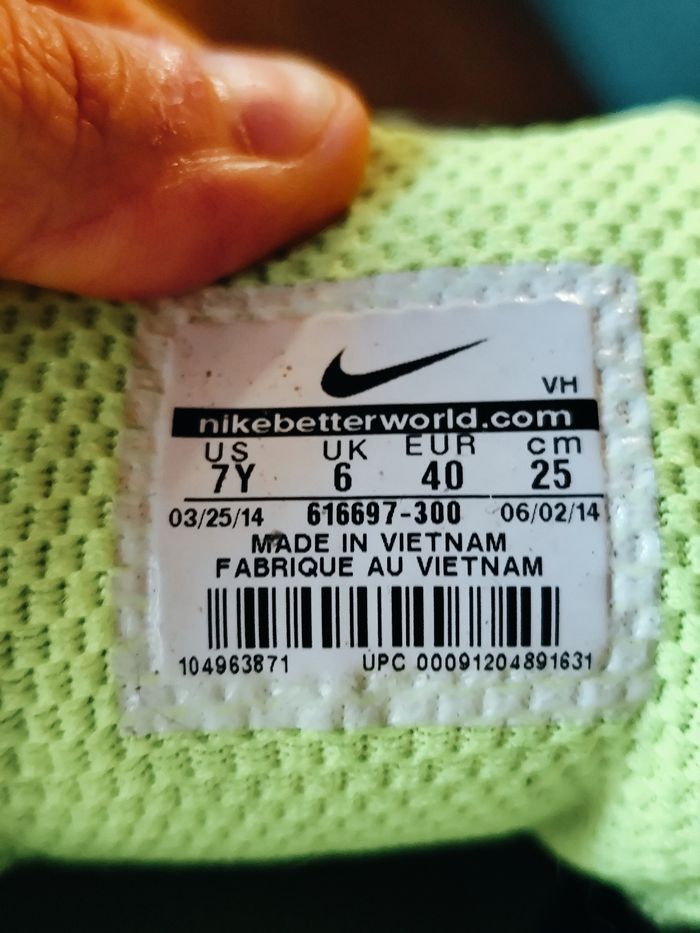 VH
nikebetterworld.com
US UK EUR cm
7Y 6 40 25
03/25/14 616697-300 06/02/14
MADE IN VIETNAM
FABRIQUE AU VIETNAM
104963871 UPC 00091204891631